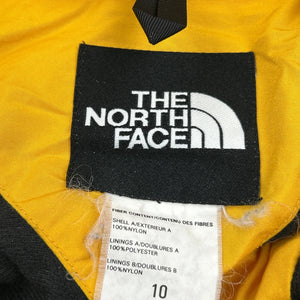 THE
NORTH
FACE
FIBER CONTENT/CONTENU DES FIBRES
SHELL A/EXTERIEUR A
100%NYLON
LININGS A/DOUBLURES A
100%POLYESTER
LININGS B/DOUBLURES B
100%NYLON
10